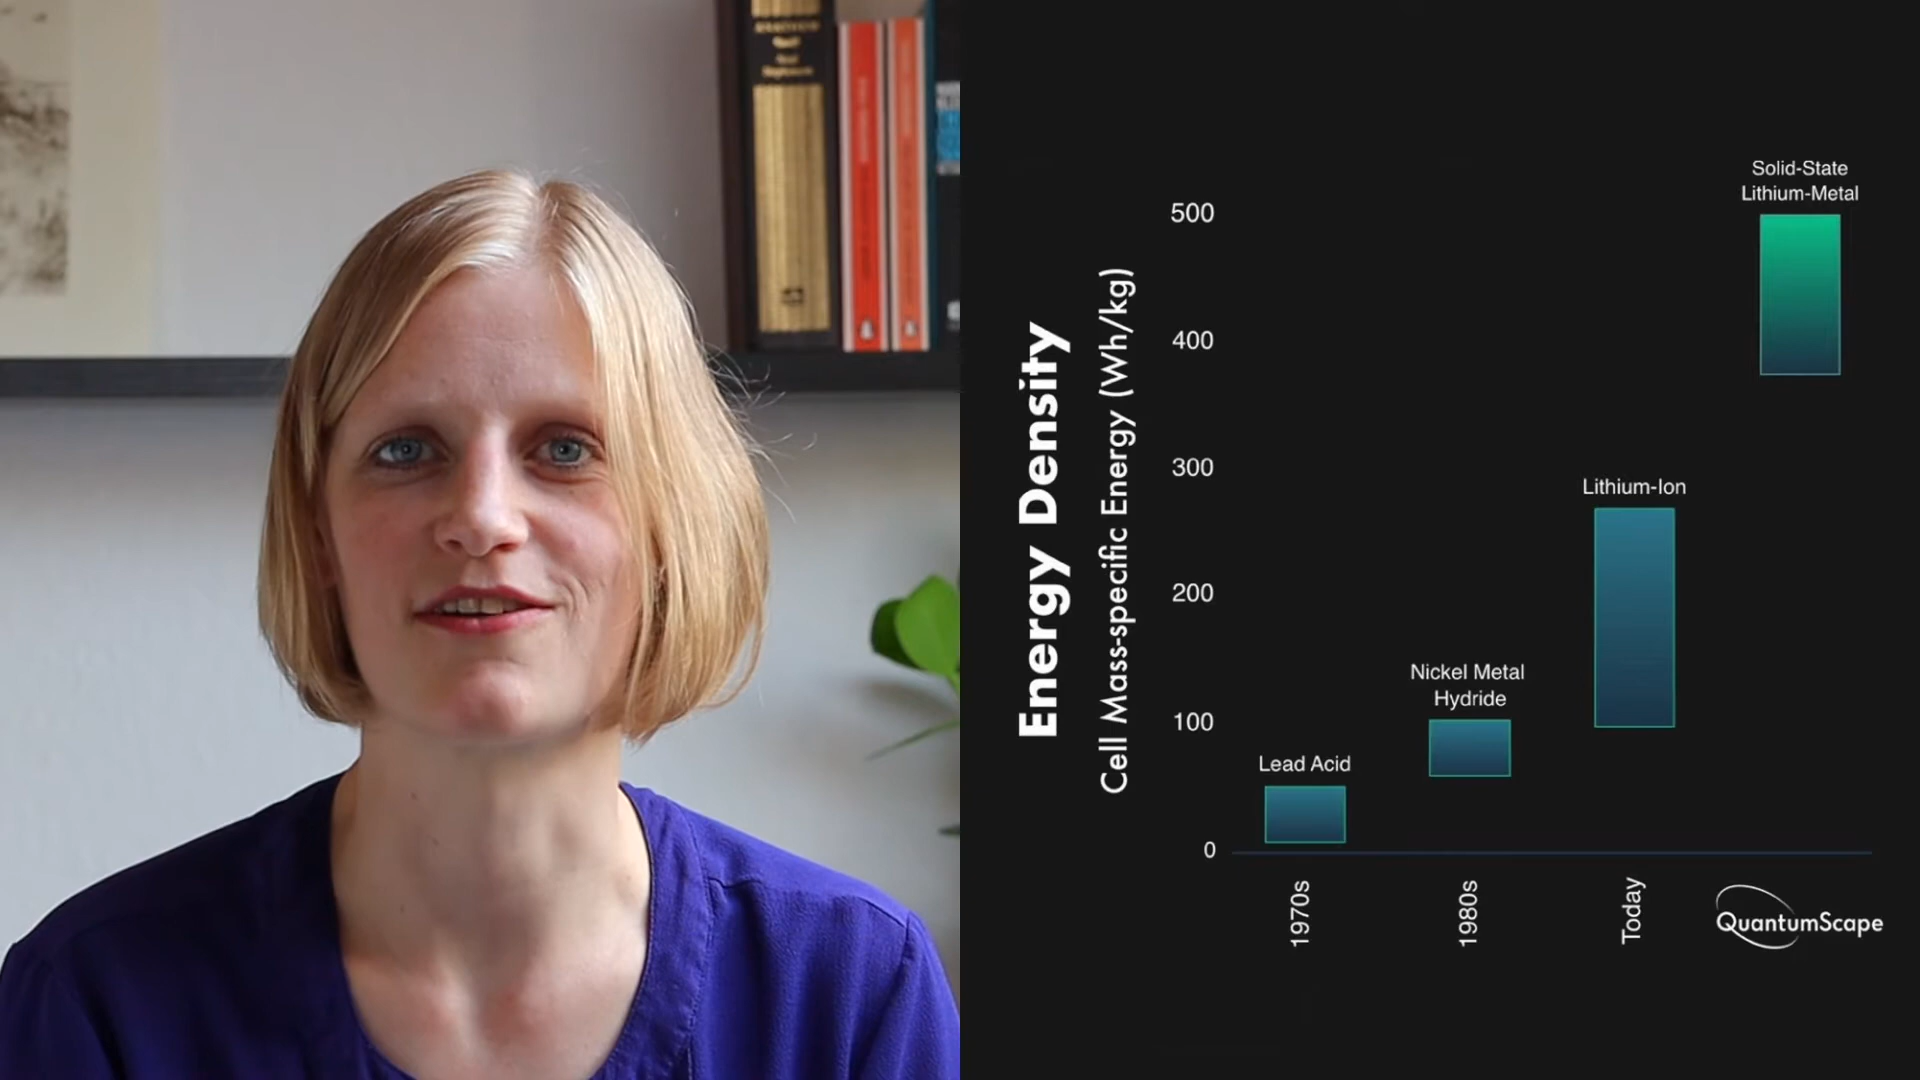 Energy Density
Cell Mass-specific Energy (Wh/kg)
500
400
300
200
100
0
Lead Acid
Nickel Metal
Hydride
Lithium-Ion
Solid-State
Lithium-Metal
1970s
1980s
Today
QuantumScape